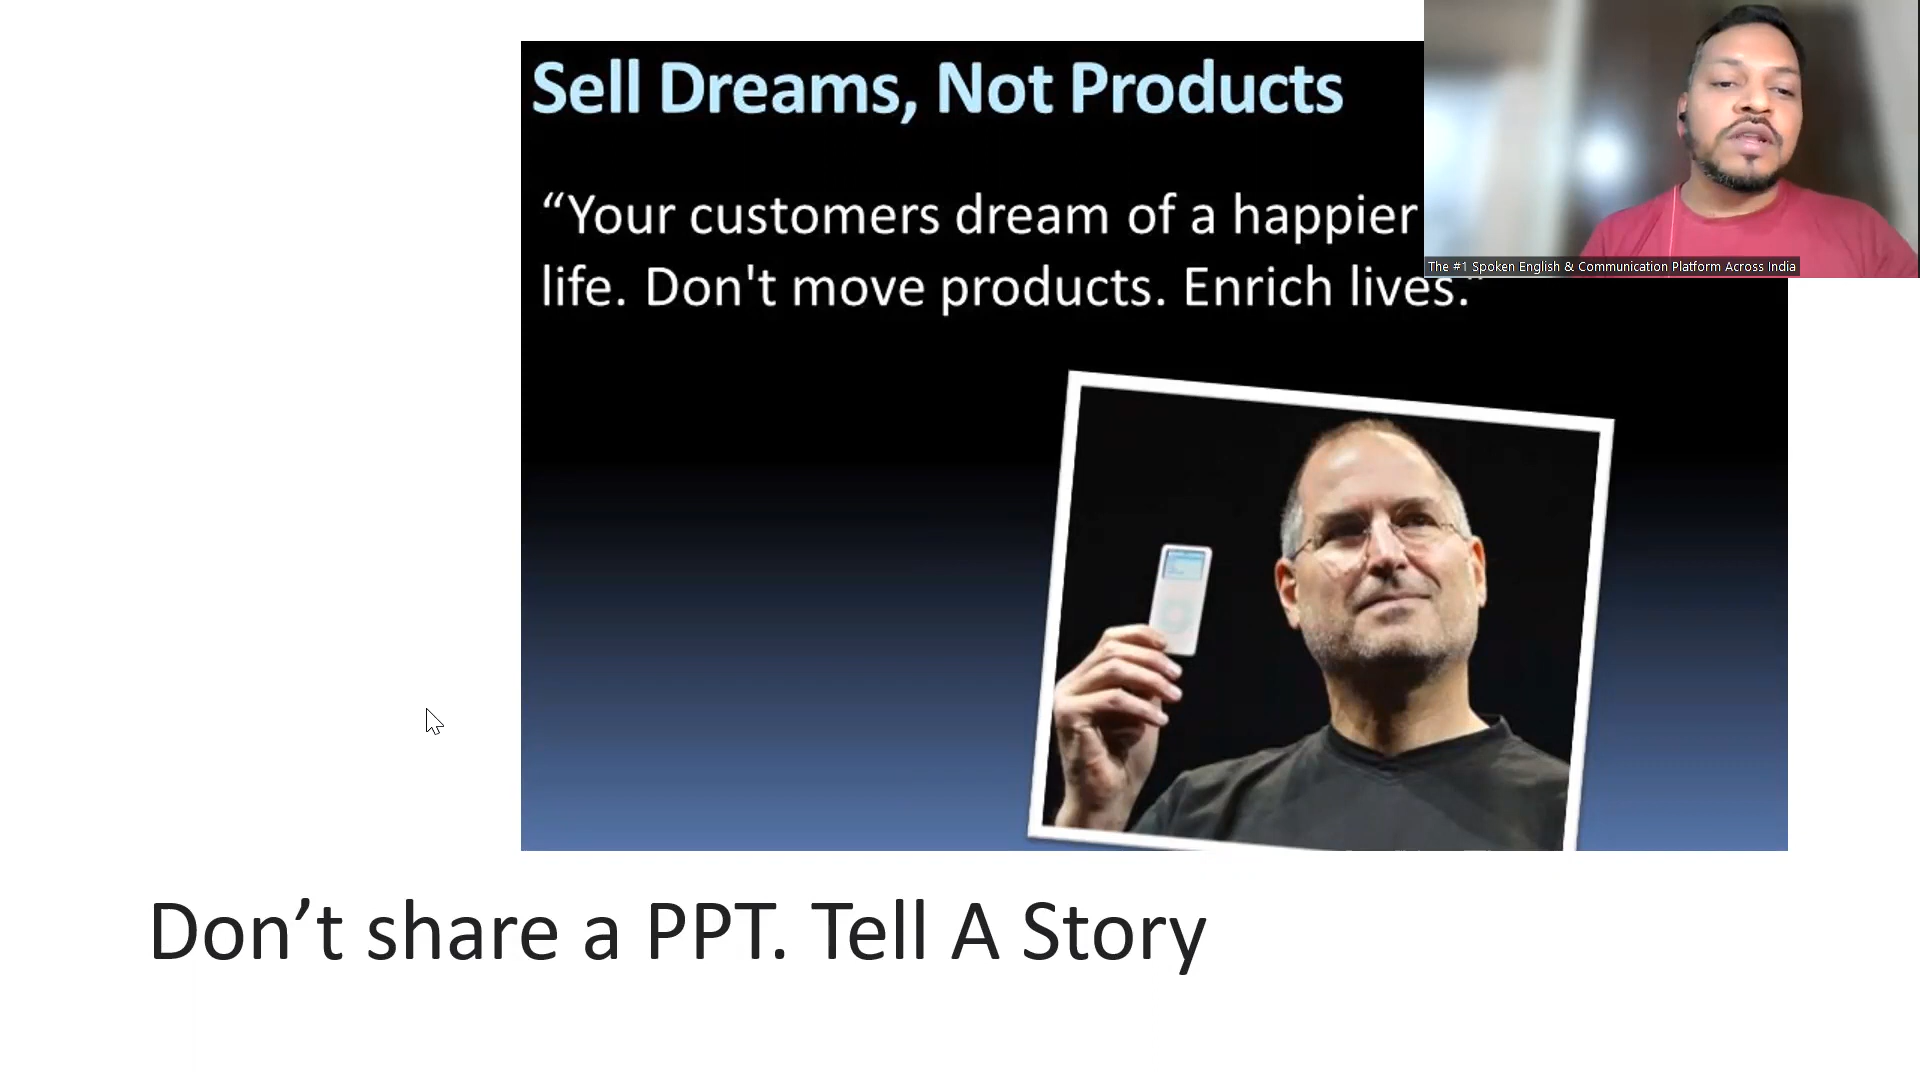 Sell Dreams, Not Products
“Your customers dream of a happier
life. Don't move products. Enrich lives.”
The #1 Spoken English & Communication Platform Across India
Don’t share a PPT. Tell A Story